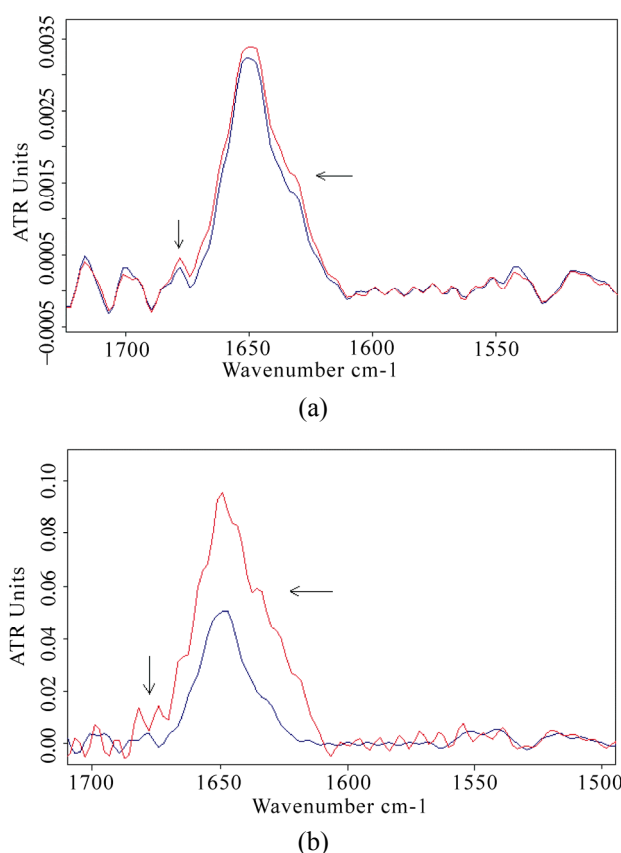 0.0035
0.0025
0.0015
0.0005
−0.0005
ATR Units
1700 1650 1600 1550
Wavenumber cm-1
(a)
0.10
0.08
0.06
0.04
0.02
0.00
ATR Units
1700 1650 1600 1550 1500
Wavenumber cm-1
(b)